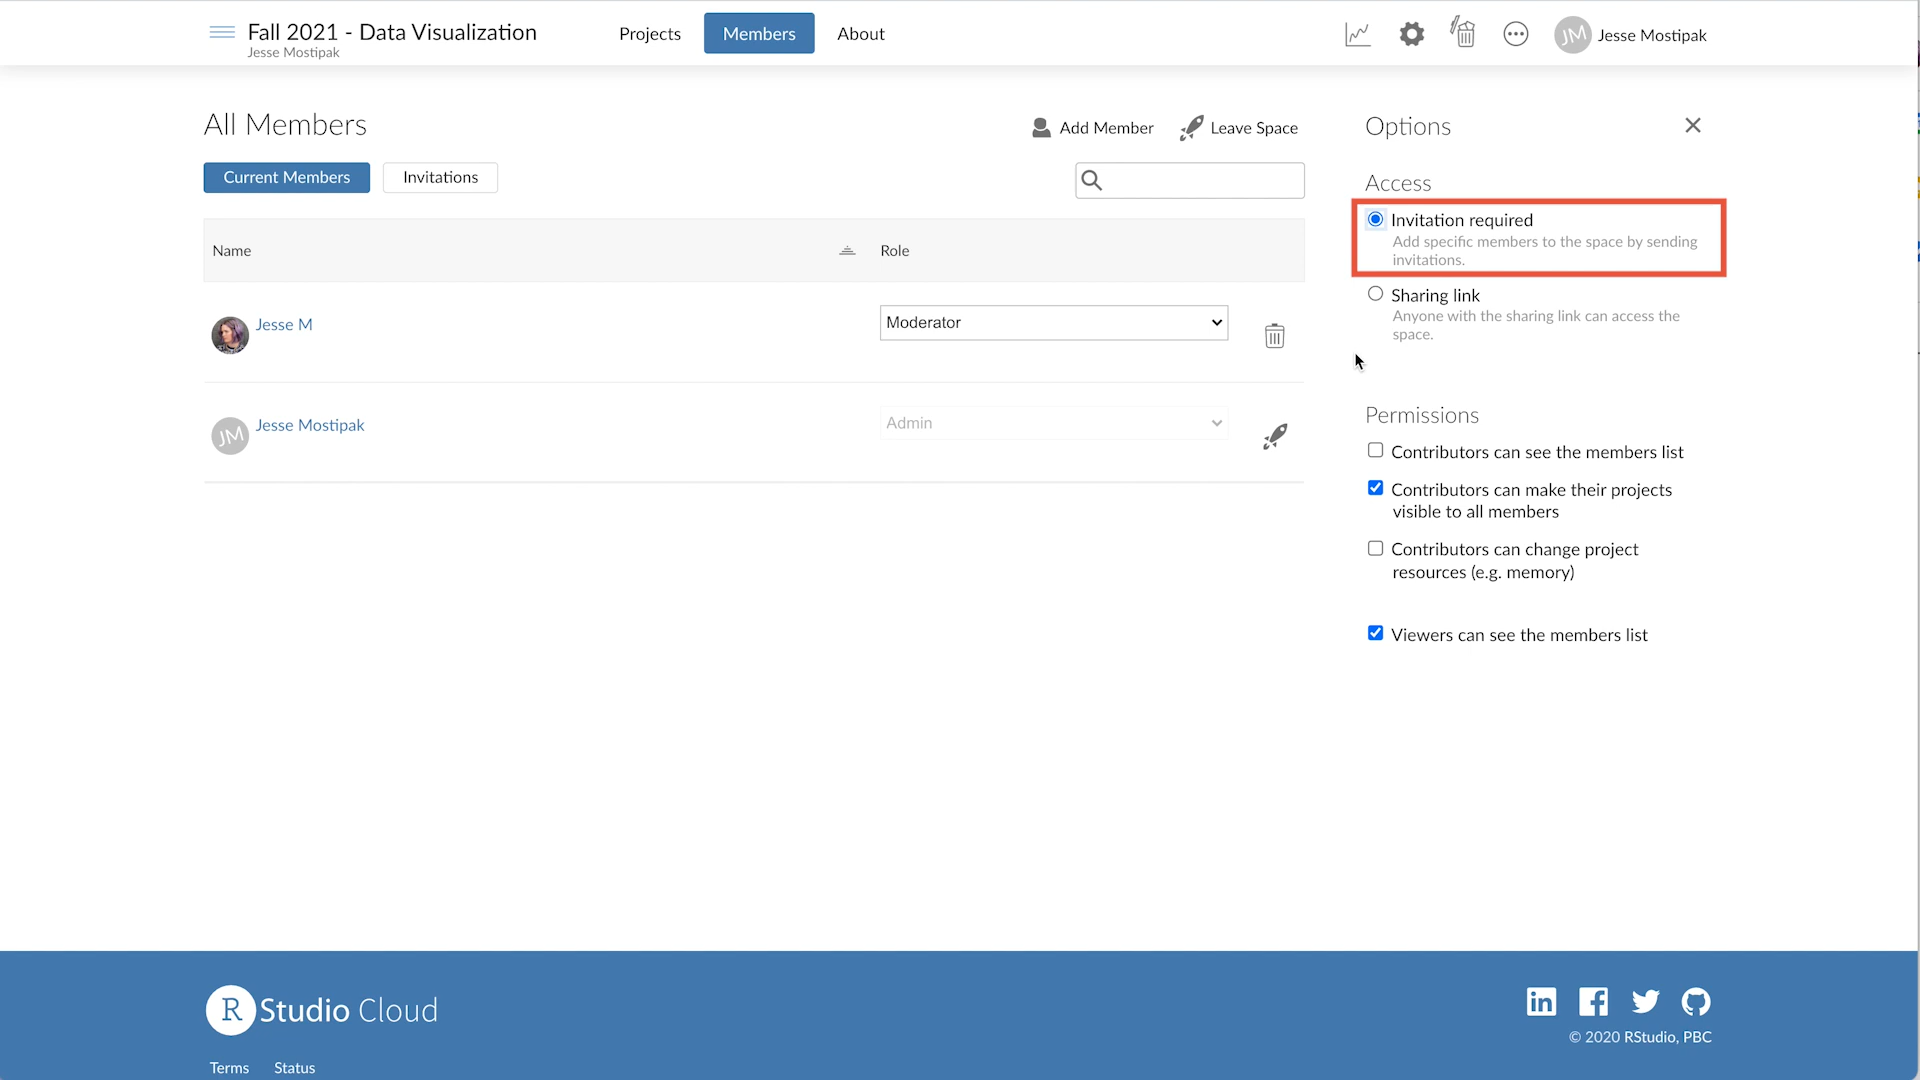 Fall 2021 - Data Visualization
Jesse Mostipak
Projects
Members
About
JM
Jesse Mostipak
All Members
Add Member
Leave Space
Current Members
Invitations
Name
Role
Jesse M
Moderator
JM
Jesse Mostipak
Admin
Options
Access
Invitation required
Add specific members to the space by sending
invitations.
Sharing link
Anyone with the sharing link can access the
space.
Permissions
Contributors can see the members list
Contributors can make their projects
visible to all members
Contributors can change project
resources (e.g. memory)
Viewers can see the members list
R Studio Cloud
in
© 2020 RStudio, PBC
Terms
Status